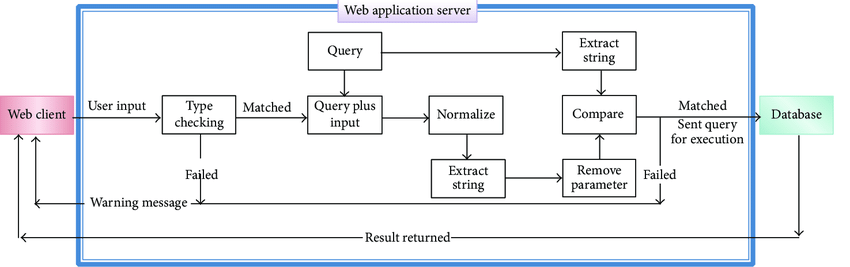 Web application server
Query
Extract
string
Web client
User input
Type
checking
Matched
Query plus
input
Normalize
Compare
Matched
Sent query
for execution
Database
Failed
Extract
string
Remove
parameter
Failed
Warning message
Result returned